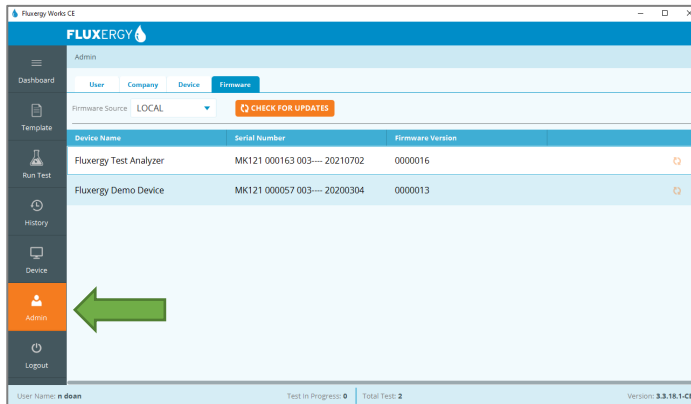 Fluxergy Works CE
FLUXERGY
Dashboard
Template
Run Test
History
Device
Admin
Logout
Admin
User Company Device Firmware
Firmware Source LOCAL CHECK FOR UPDATES
Device Name Serial Number Firmware Version
Fluxergy Test Analyzer MK121 000163 003---- 20210702 0000016
Fluxergy Demo Device MK121 000057 003---- 20200304 0000013
User Name: n doan Test In Progress: 0 Total Test: 2 Version: 3.3.18.1-CE